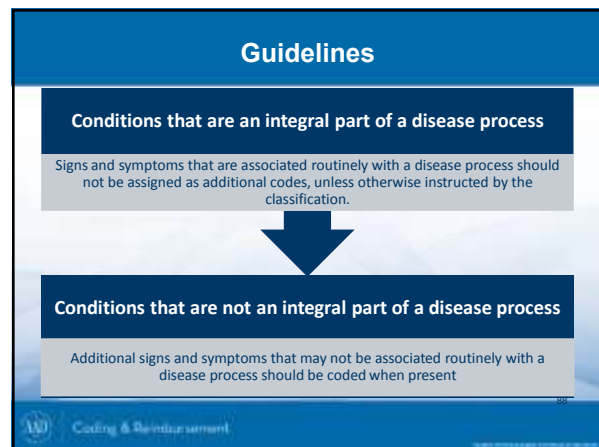 Guidelines
Conditions that are an integral part of a disease process
Signs and symptoms that are associated routinely with a disease process should
not be assigned as additional codes, unless otherwise instructed by the
classification.
Conditions that are not an integral part of a disease process
Additional signs and symptoms that may not be associated routinely with a
disease process should be coded when present
88
Coding & Reimbursement